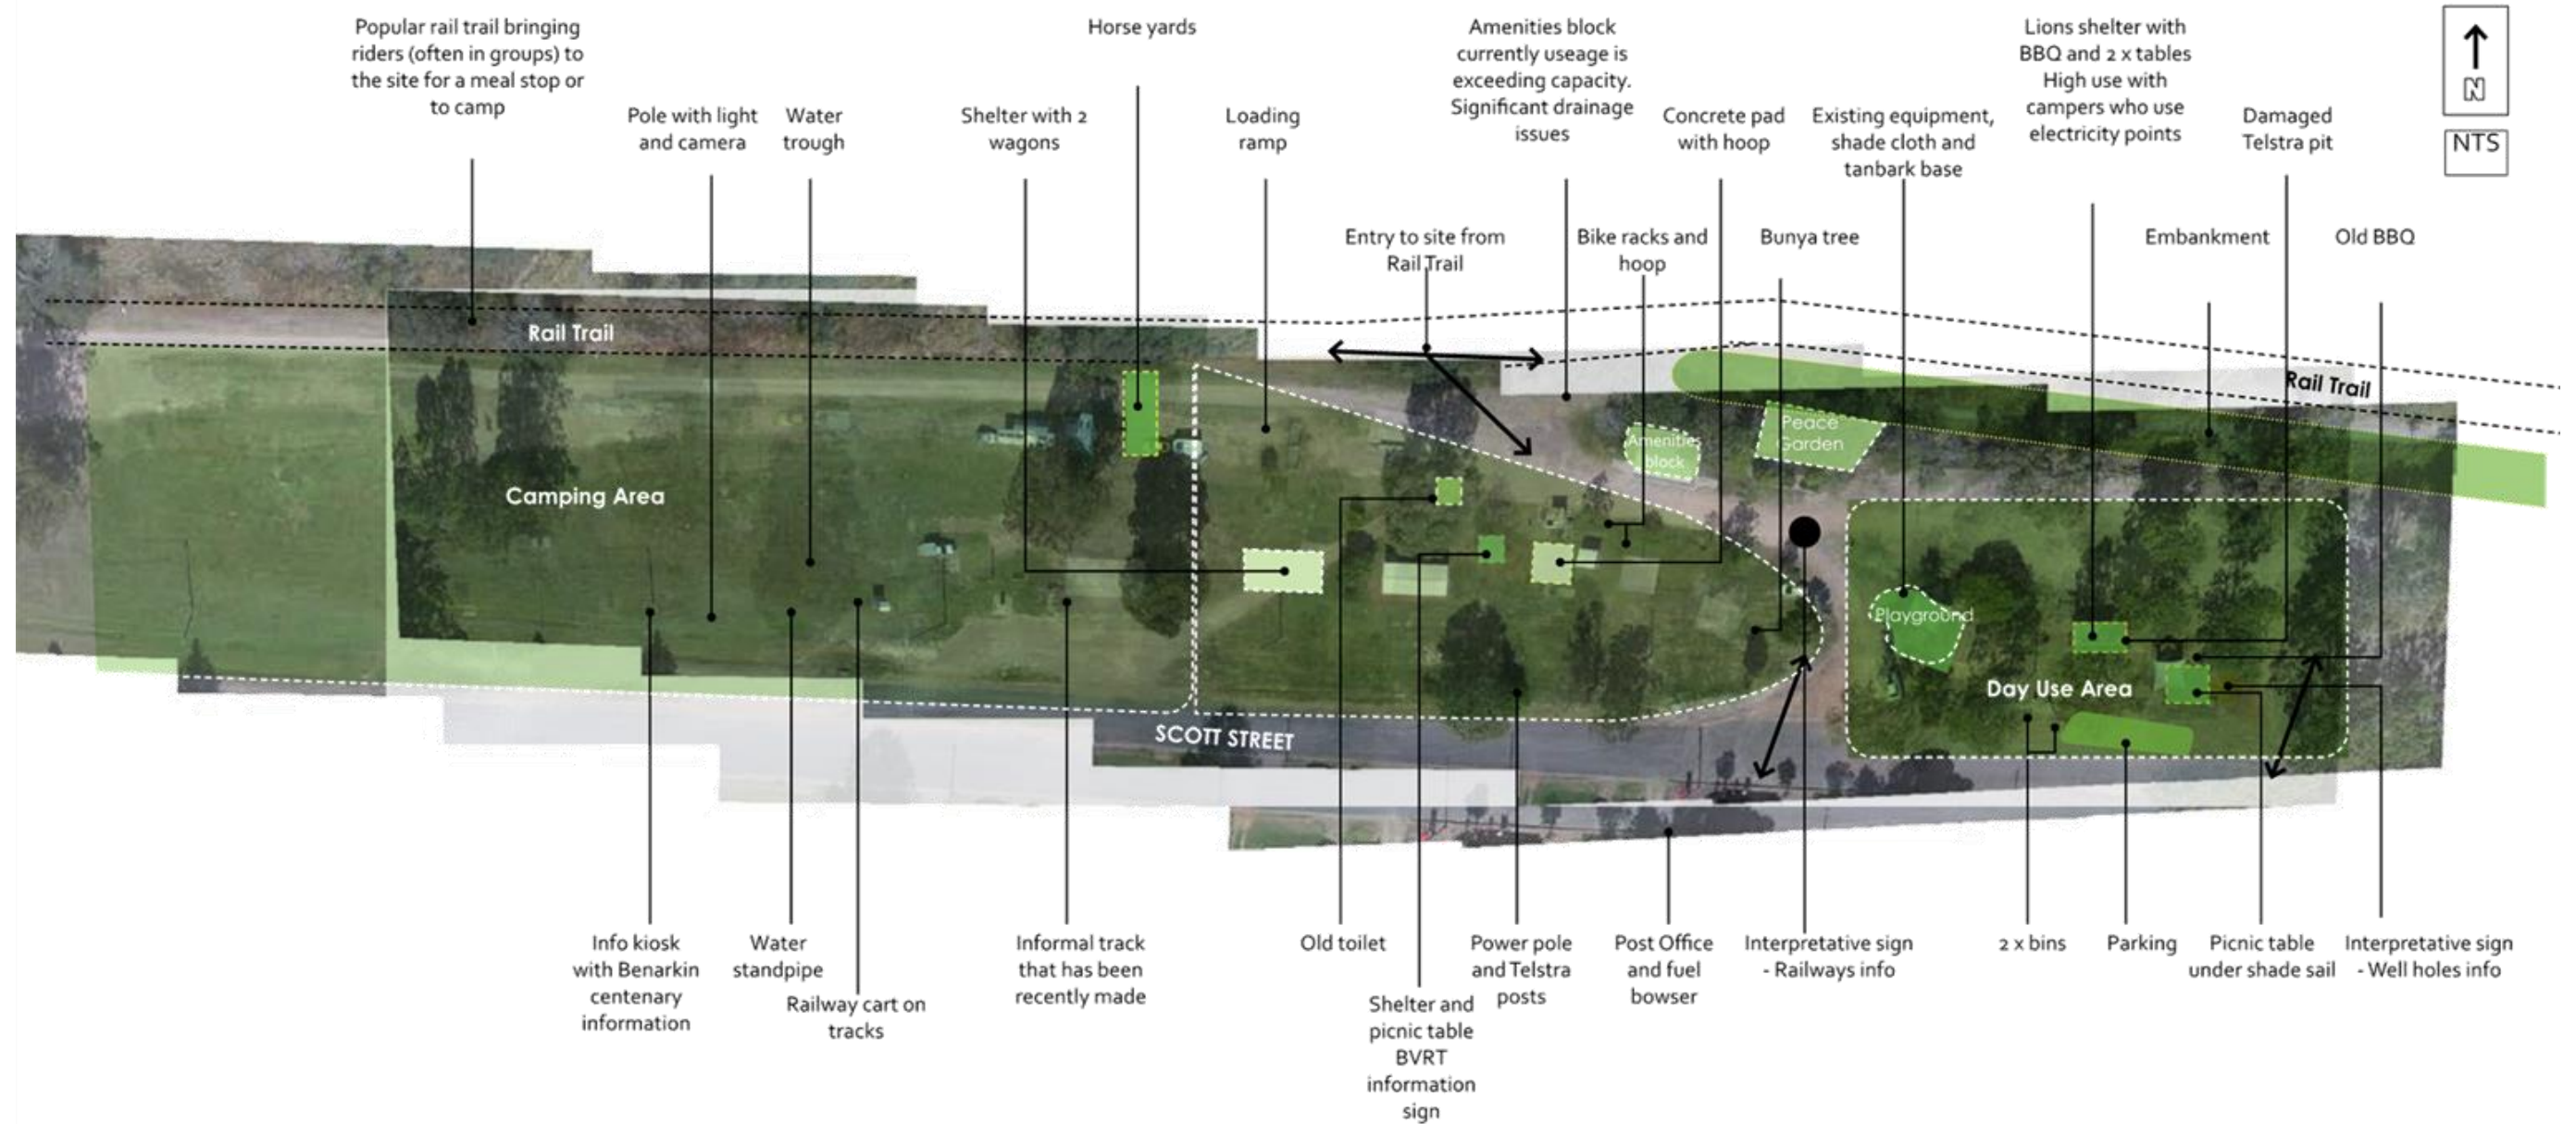 Popular rail trail bringing
riders (often in groups) to
the site for a meal stop or
to camp
Pole with light
and camera
Water
trough
Shelter with 2
wagons
Horse yards
Loading
ramp
Entry to site from
Rail Trail
Amenities block
currently useage is
exceeding capacity.
Significant drainage
issues
Bike racks and
hoop
Concrete pad
with hoop
Bunya tree
Existing equipment,
shade cloth and
tanbark base
Lions shelter with
BBQ and 2 x tables
High use with
campers who use
electricity points
Embankment
Damaged
Telstra pit
Old BBQ
N
NTS
Rail Trail
Rail Trail
Camping Area
Amenities
block
Peace
Garden
Playground
Day Use Area
SCOTT STREET
Info kiosk
with Benarkin
centenary
information
Water
standpipe
Railway cart on
tracks
Informal track
that has been
recently made
Old toilet
Shelter and
picnic table
BVRT
information
sign
Power pole
and Telstra
posts
Post Office
and fuel
bowser
Interpretative sign
- Railways info
2 x bins
Parking
Picnic table
under shade sail
Interpretative sign
- Well holes info